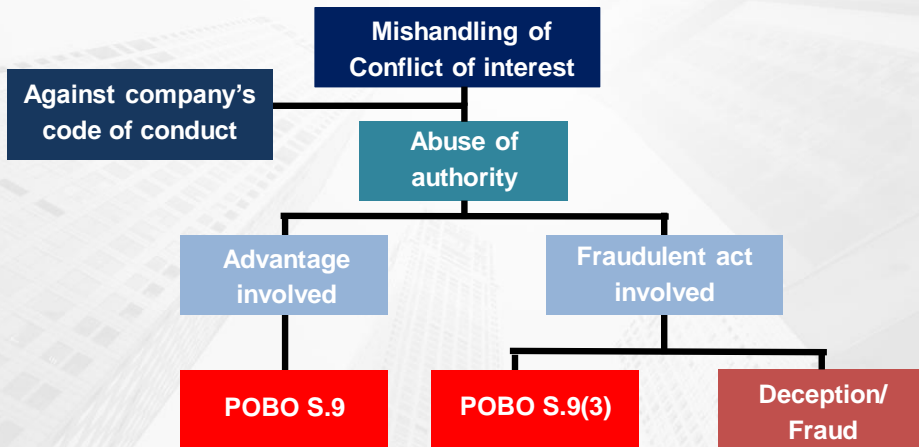 Mishandling of
Conflict of interest
Against company's
code of conduct
Abuse of
authority
Advantage
involved
Fraudulent act
involved
POBO S.9
POBO S.9(3)
Deception/
Fraud